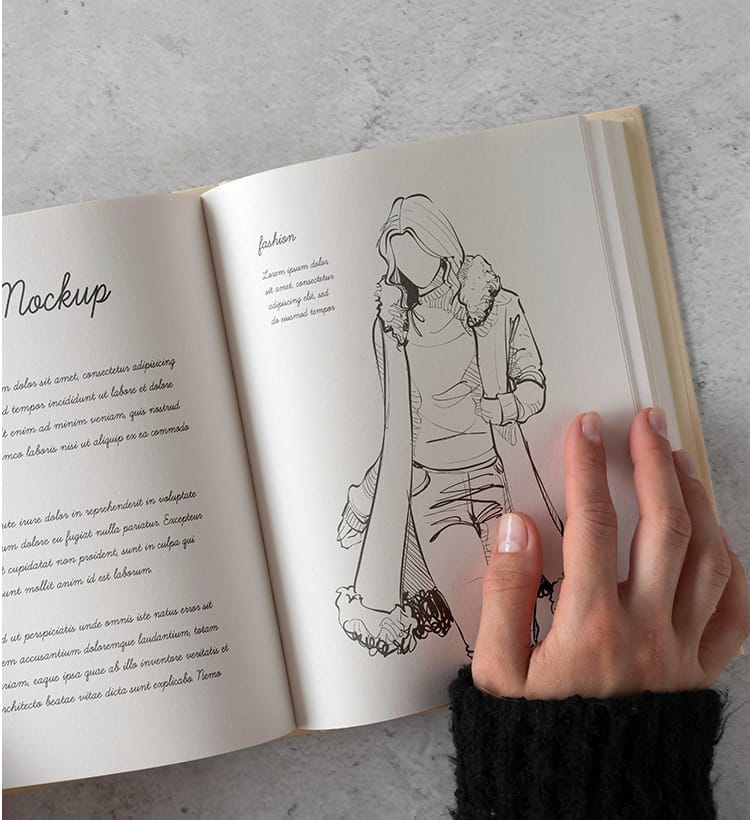 Mockup
m dolor sit amet, consectetur adipisicing
d tempor incididunt ut labore et dolore
t enim ad minim veniam, quis nostrud
mco laboris nisi ut aliquip ex ea commodo
ute irure dolor in reprehenderit in voluptate
um dolore eu fugiat nulla pariatur. Excepteur
t cupidatat non proident, sunt in culpa qui
unt mollit anim id est laborum.
d ut perspiciatis unde omnis iste natus error sit
em accusantium doloremque laudantium, totam
eriam, eaque ipsa quae ab illo inventore veritatis et
rchitecto beatae vitae dicta sunt explicabo. Nemo
fashion
Lorem ipsum dolor
sit amet, consectetur
adipiscing elit, sed
do eiusmod tempor